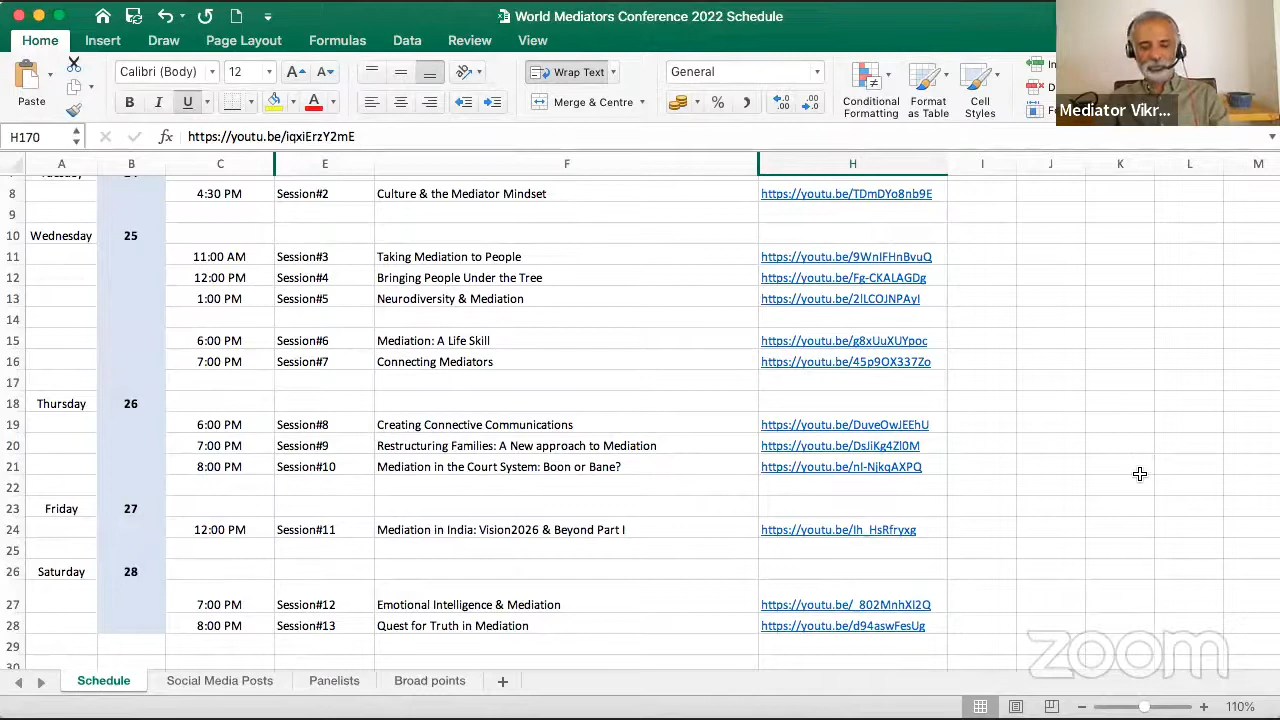 World Mediators Conference 2022 Schedule
Home Insert Draw Page Layout Formulas Data Review View
Paste
Calibri (Body) 12
B I U
Wrap Text
Merge & Centre
General
Conditional Formatting
Format as Table
Cell Styles
Mediator Vikr...
H170 fx https://youtu.be/iqxiErzY2mE
A B C E F H I J K L M
8 4:30 PM Session#2 Culture & the Mediator Mindset https://youtu.be/TDmDYo8nb9E
9
10 Wednesday 25
11 11:00 AM Session#3 Taking Mediation to People https://youtu.be/9WnIFHnBvuQ
12 12:00 PM Session#4 Bringing People Under the Tree https://youtu.be/Fg-CKALAGDg
13 1:00 PM Session#5 Neurodiversity & Mediation https://youtu.be/2lLCOJNPAyI
14
15 6:00 PM Session#6 Mediation: A Life Skill https://youtu.be/g8xUuXUYpoc
16 7:00 PM Session#7 Connecting Mediators https://youtu.be/45p9OX337Zo
17
18 Thursday 26
19 6:00 PM Session#8 Creating Connective Communications https://youtu.be/DuveOwJEEhU
20 7:00 PM Session#9 Restructuring Families: A New approach to Mediation https://youtu.be/DsJiKg4Zl0M
21 8:00 PM Session#10 Mediation in the Court System: Boon or Bane? https://youtu.be/nI-NjkqAXPQ
22
23 Friday 27
24 12:00 PM Session#11 Mediation in India: Vision2026 & Beyond Part I https://youtu.be/Ih_HsRfryxg
25
26 Saturday 28
27 7:00 PM Session#12 Emotional Intelligence & Mediation https://youtu.be/_802MnhXI2Q
28 8:00 PM Session#13 Quest for Truth in Mediation https://youtu.be/d94aswFesUg
29
30
zoom
Schedule Social Media Posts Panelists Broad points
110%